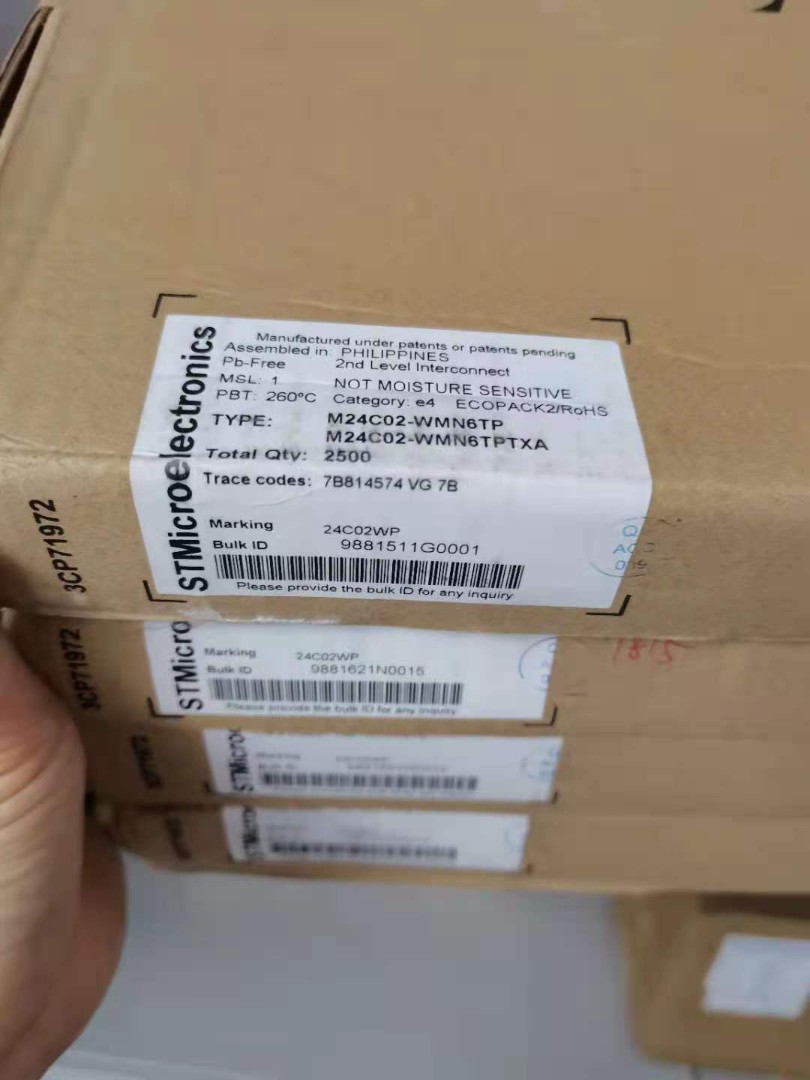 STMicroelectronics
Manufactured under patents or patents pending
Assembled in: PHILIPPINES
Pb-Free 2nd Level Interconnect
MSL: 1 NOT MOISTURE SENSITIVE
PBT: 260°C Category: e4 ECOPACK2/RoHS
TYPE: M24C02-WMN6TP
M24C02-WMN6TPTXA
Total Qty: 2500
Trace codes: 7B814574 VG 7B
Marking 24C02WP
Bulk ID 9881511G0001
Please provide the bulk ID for any inquiry
3CP71972
STMicro
Marking 24C02WP
Bulk ID 9881621N0015
Please provide the bulk ID for any inquiry
3CP71972
1815
STMicro